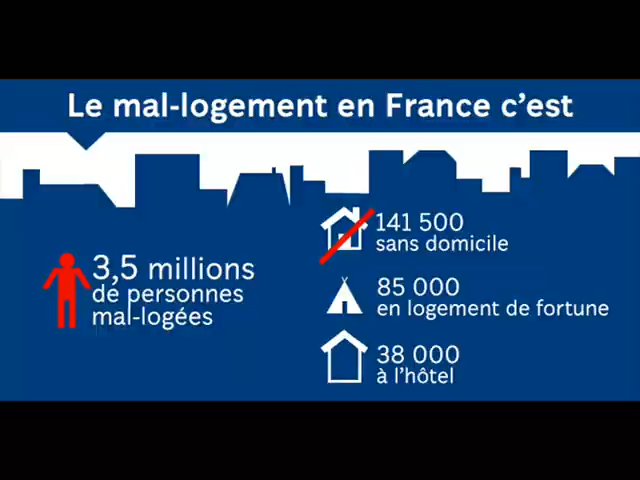 Le mal-logement en France c’est
3,5 millions
de personnes
mal-logées
141 500
sans domicile
85 000
en logement de fortune
38 000
à l’hôtel